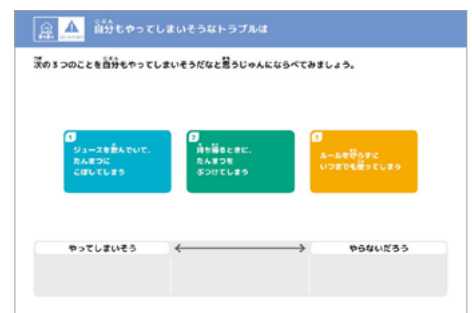 自分もやってしまいそうなトラブルは
次の3つのことを自分もやってしまいそうだなと思うじゅんにならべてみましょう。
1
ジュースを飲んでいて、
たんまつに
こぼしてしまう
2
持ち帰るときに、
たんまつを
ぶつけてしまう
3
ルールを守らずに
いつまでも使ってしまう
やってしまいそう
やらないだろう